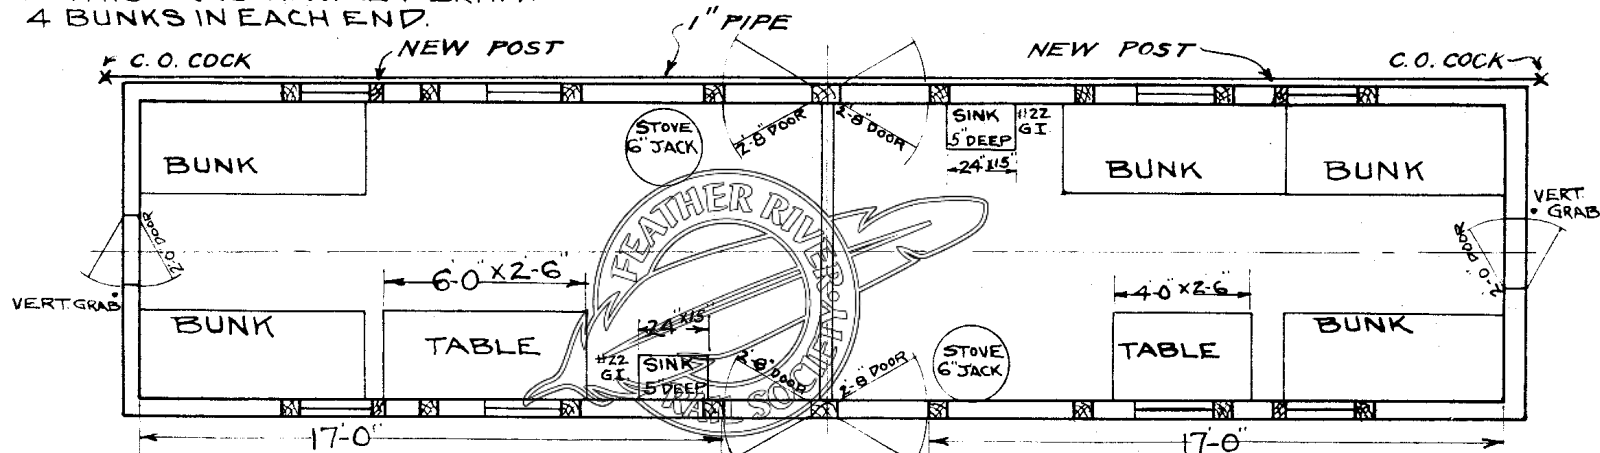 4 BUNKS IN EACH END.
1" PIPE
C.O. COCK
NEW POST
NEW POST
C.O. COCK
BUNK
STOVE
6" JACK
2'-8" DOOR
2'-8" DOOR
SINK
5" DEEP
#22
G.I.
24"x15"
BUNK
BUNK
VERT.
GRAB
2'-0" DOOR
2'-0" DOOR
FEATHER RIVER RAIL SOCIETY
VERT. GRAB
6'-0" x 2'-6"
4'-0" x 2'-6"
BUNK
TABLE
24"x15"
#22
G.I.
SINK
5" DEEP
2'-8" DOOR
2'-8" DOOR
STOVE
6" JACK
TABLE
BUNK
17'-0"
17'-0"